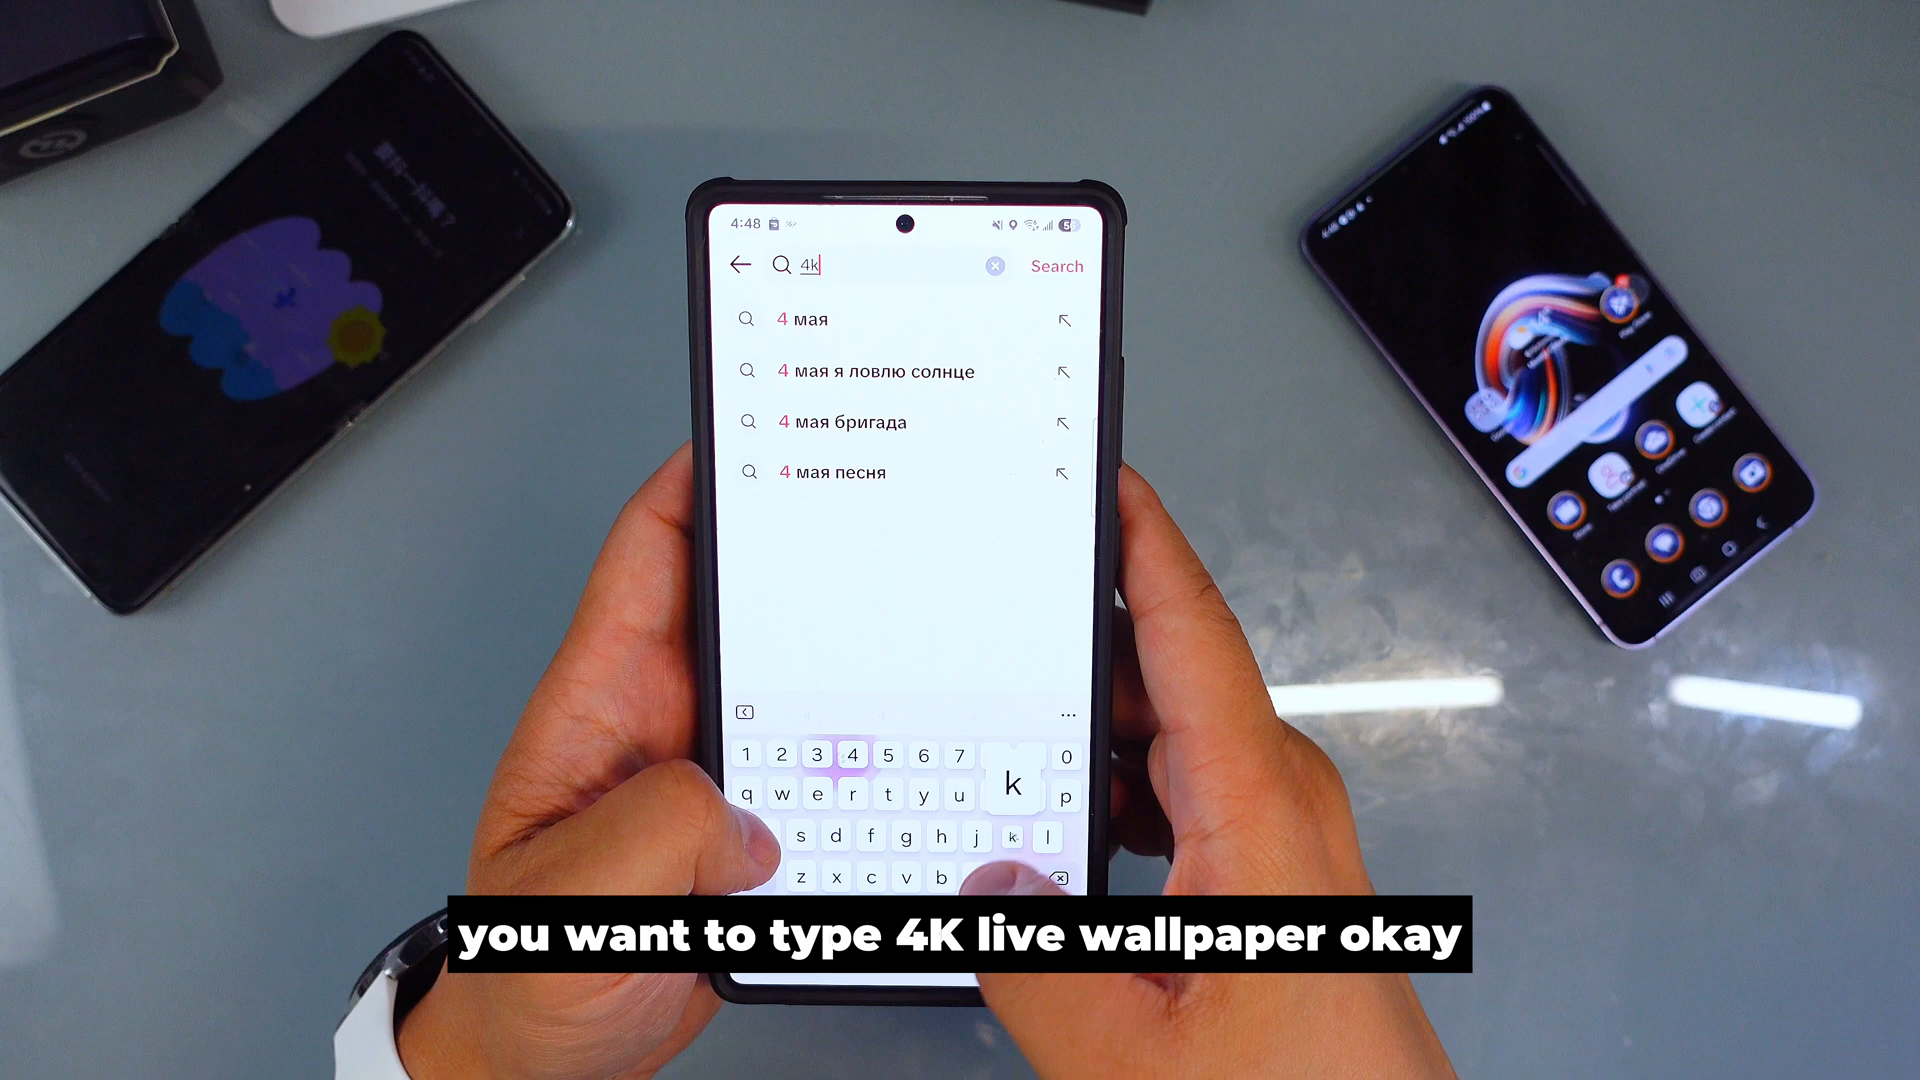 4:48
4k
Search
4 мая
4 мая я ловлю солнце
4 мая бригада
4 мая песня
1 2 3 4 5 6 7 0
q w e r t y u p
k
s d f g h j k l
z x c v b
you want to type 4K live wallpaper okay